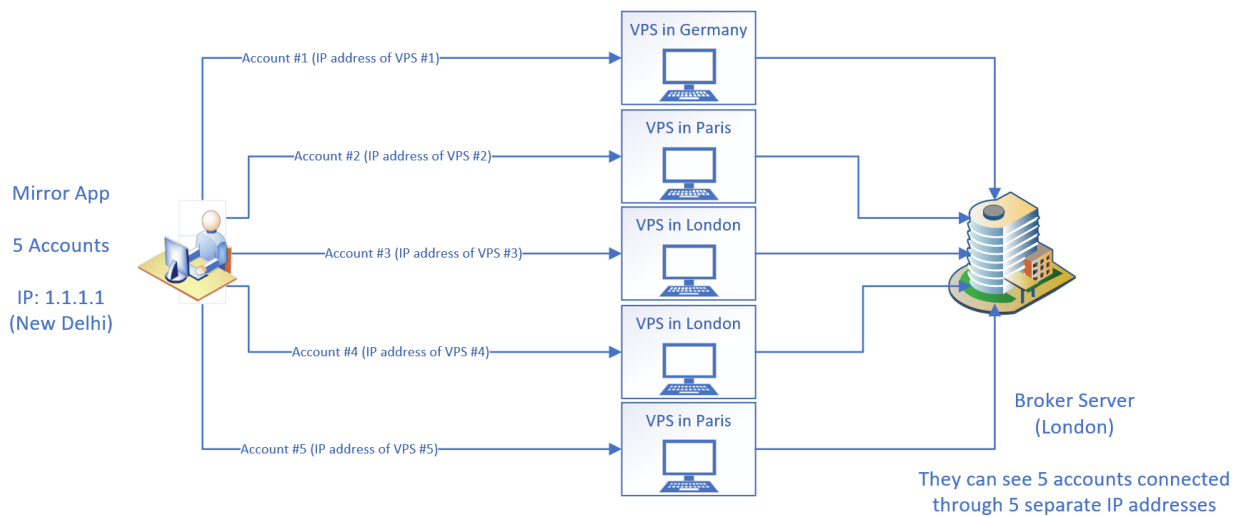 Mirror App
5 Accounts
IP: 1.1.1.1
(New Delhi)
Account #1 (IP address of VPS #1)
Account #2 (IP address of VPS #2)
Account #3 (IP address of VPS #3)
Account #4 (IP address of VPS #4)
Account #5 (IP address of VPS #5)
VPS in Germany
VPS in Paris
VPS in London
VPS in London
VPS in Paris
Broker Server
(London)
They can see 5 accounts connected
through 5 separate IP addresses